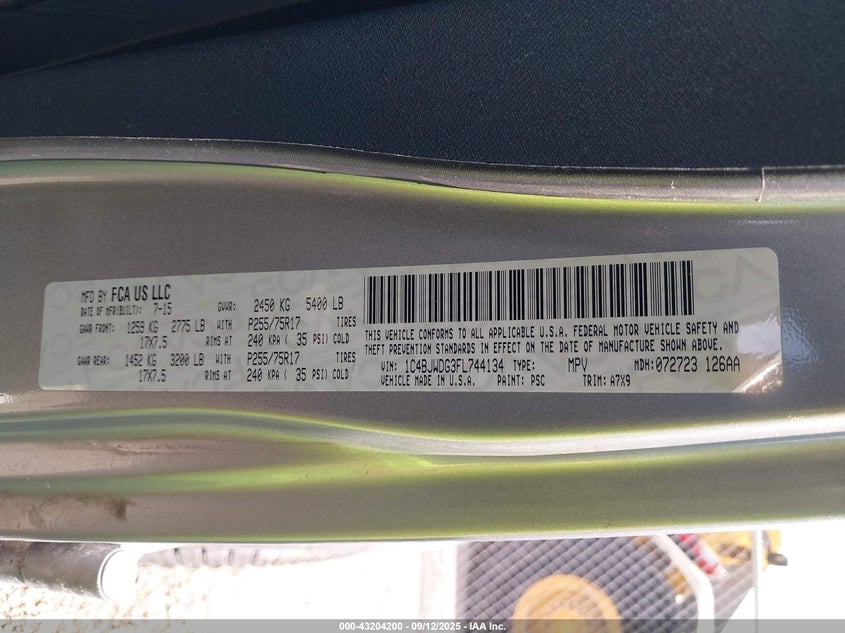 MFD BY FCA US LLC
DATE OF MFR(BUILT): 7-15 GVWR: 2450 KG 5400 LB
GAWR FRONT: 1259 KG 2775 LB WITH P255/75R17 TIRES
17X7.5 RIMS AT 240 KPA ( 35 PSI) COLD
GAWR REAR: 1452 KG 3200 LB WITH P255/75R17 TIRES
17X7.5 RIMS AT 240 KPA ( 35 PSI) COLD
THIS VEHICLE CONFORMS TO ALL APPLICABLE U.S.A. FEDERAL MOTOR VEHICLE SAFETY AND
THEFT PREVENTION STANDARDS IN EFFECT ON THE DATE OF MANUFACTURE SHOWN ABOVE.
VIN: 1C4BJWDG3FL744134 TYPE: MPV MDH: 072723 126AA
VEHICLE MADE IN U.S.A. PAINT: PSC TRIM: A7X9
000-43204200 - 09/12/2025 - IAA Inc.